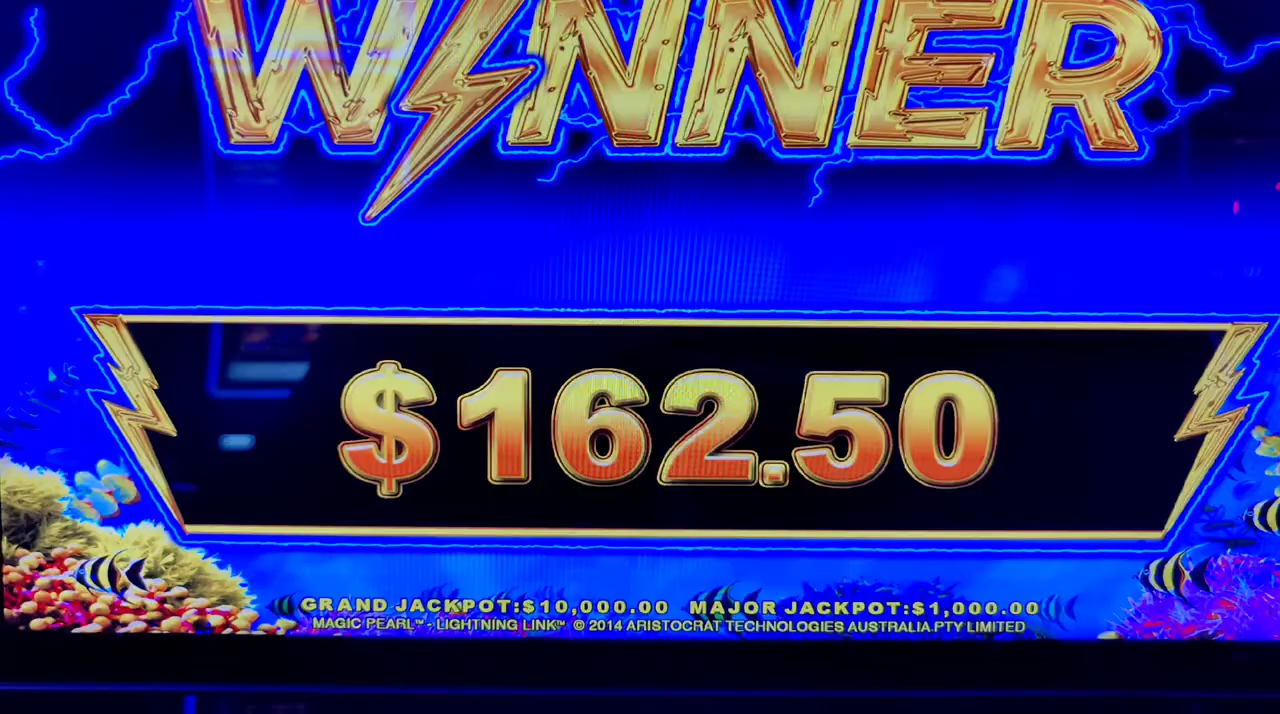 WINNER
$162.50
GRAND JACKPOT:$10,000.00 MAJOR JACKPOT:$1,000.00
MAGIC PEARL™ - LIGHTNING LINK™ © 2014 ARISTOCRAT TECHNOLOGIES AUSTRALIA PTY LIMITED